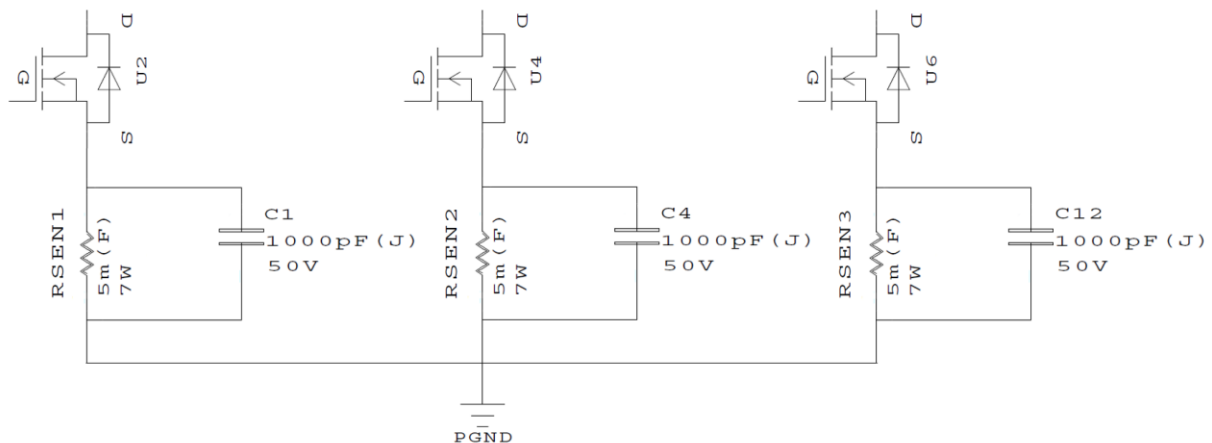 D
G
U2
S
D
G
U4
S
D
G
U6
S
RSEN1
5m(F)
7W
C1
1000pF(J)
50V
RSEN2
5m(F)
7W
C4
1000pF(J)
50V
RSEN3
5m(F)
7W
C12
1000pF(J)
50V
PGND